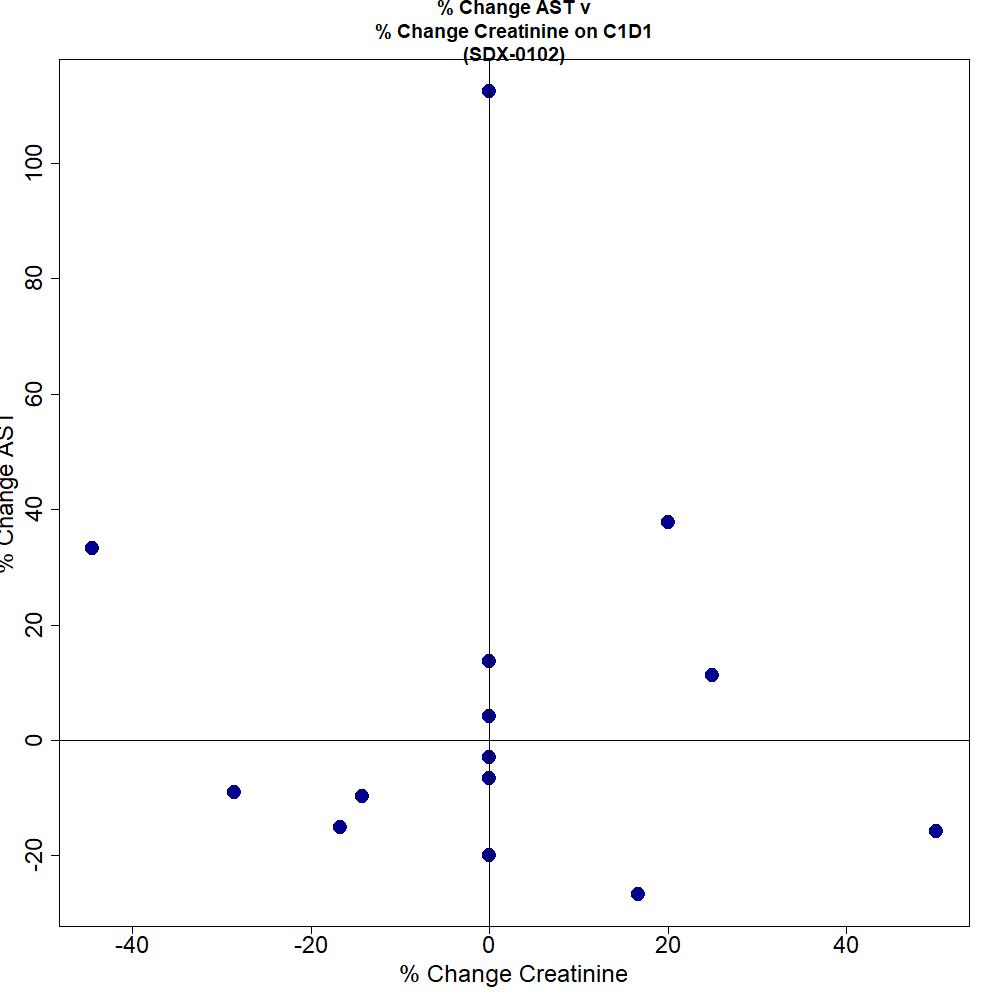 % Change AST v
% Change Creatinine on C1D1
(SDX-0102)
% Change AST
100
80
60
40
20
0
-20
-40
-20
0
20
40
% Change Creatinine